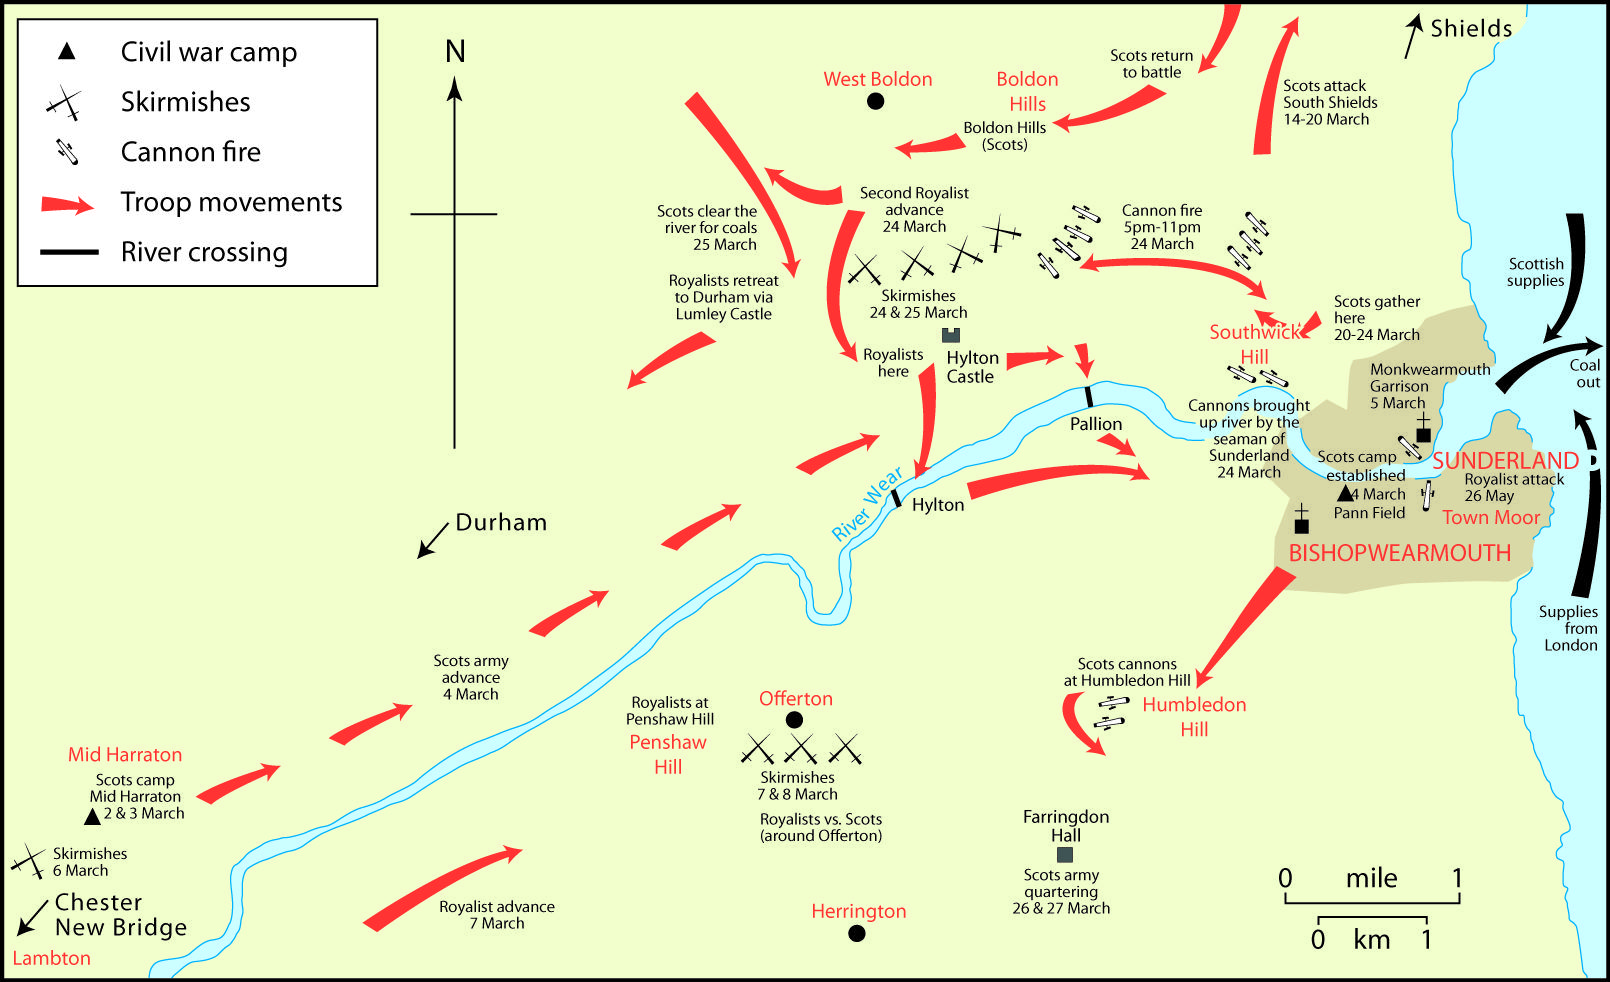 Civil war camp
Skirmishes
Cannon fire
Troop movements
River crossing
N
Shields
West Boldon
Boldon
Hills
Boldon Hills
(Scots)
Scots return
to battle
Scots attack
South Shields
14-20 March
Scots clear the
river for coals
25 March
Second Royalist
advance
24 March
Cannon fire
5pm-11pm
24 March
Scottish
supplies
Royalists retreat
to Durham via
Lumley Castle
Skirmishes
24 & 25 March
Scots gather
here
20-24 March
Southwick
Hill
Royalists
here
Hylton
Castle
Monkwearmouth
Garrison
5 March
Coal
out
Pallion
Cannons brought
up river by the
seaman of
Sunderland
24 March
Scots camp
established
4 March
Pann Field
SUNDERLAND
Royalist attack
26 May
Town Moor
River Wear
Hylton
Durham
BISHOPWEARMOUTH
Supplies
from
London
Scots army
advance
4 March
Royalists at
Penshaw Hill
Penshaw
Hill
Offerton
Skirmishes
7 & 8 March
Royalists vs. Scots
(around Offerton)
Scots cannons
at Humbledon Hill
Humbledon
Hill
Mid Harraton
Scots camp
Mid Harraton
2 & 3 March
Skirmishes
6 March
Chester
New Bridge
Lambton
Royalist advance
7 March
Herrington
Farringdon
Hall
Scots army
quartering
26 & 27 March
0 mile 1
0 km 1